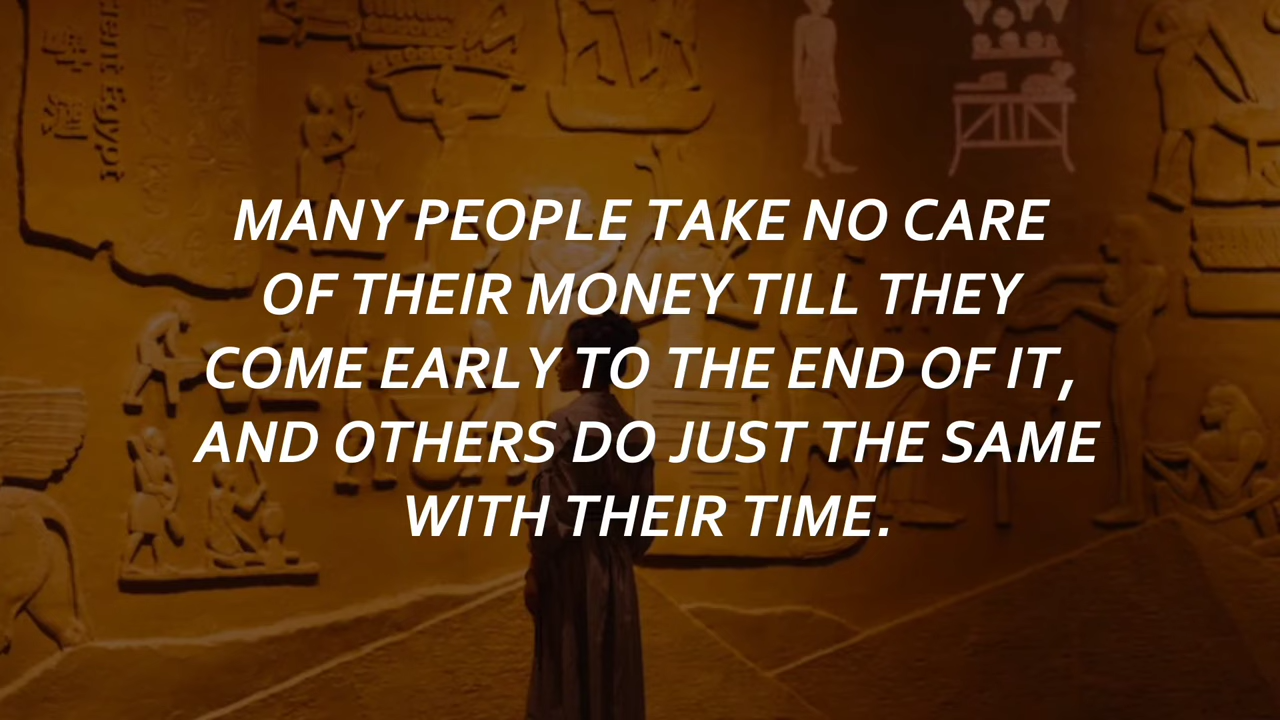 MANY PEOPLE TAKE NO CARE
OF THEIR MONEY TILL THEY
COME EARLY TO THE END OF IT,
AND OTHERS DO JUST THE SAME
WITH THEIR TIME.
Egypt